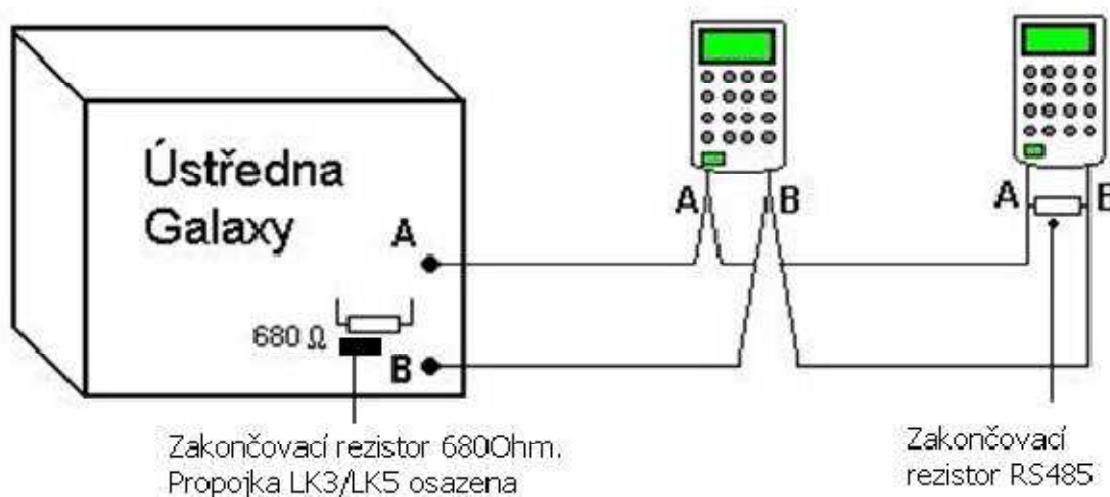 Ústředna
Galaxy
A
680 Ω
B
A
B
A
B
Zakončovací rezistor 680Ohm.
Propojka LK3/LK5 osazena
Zakončovací
rezistor RS485